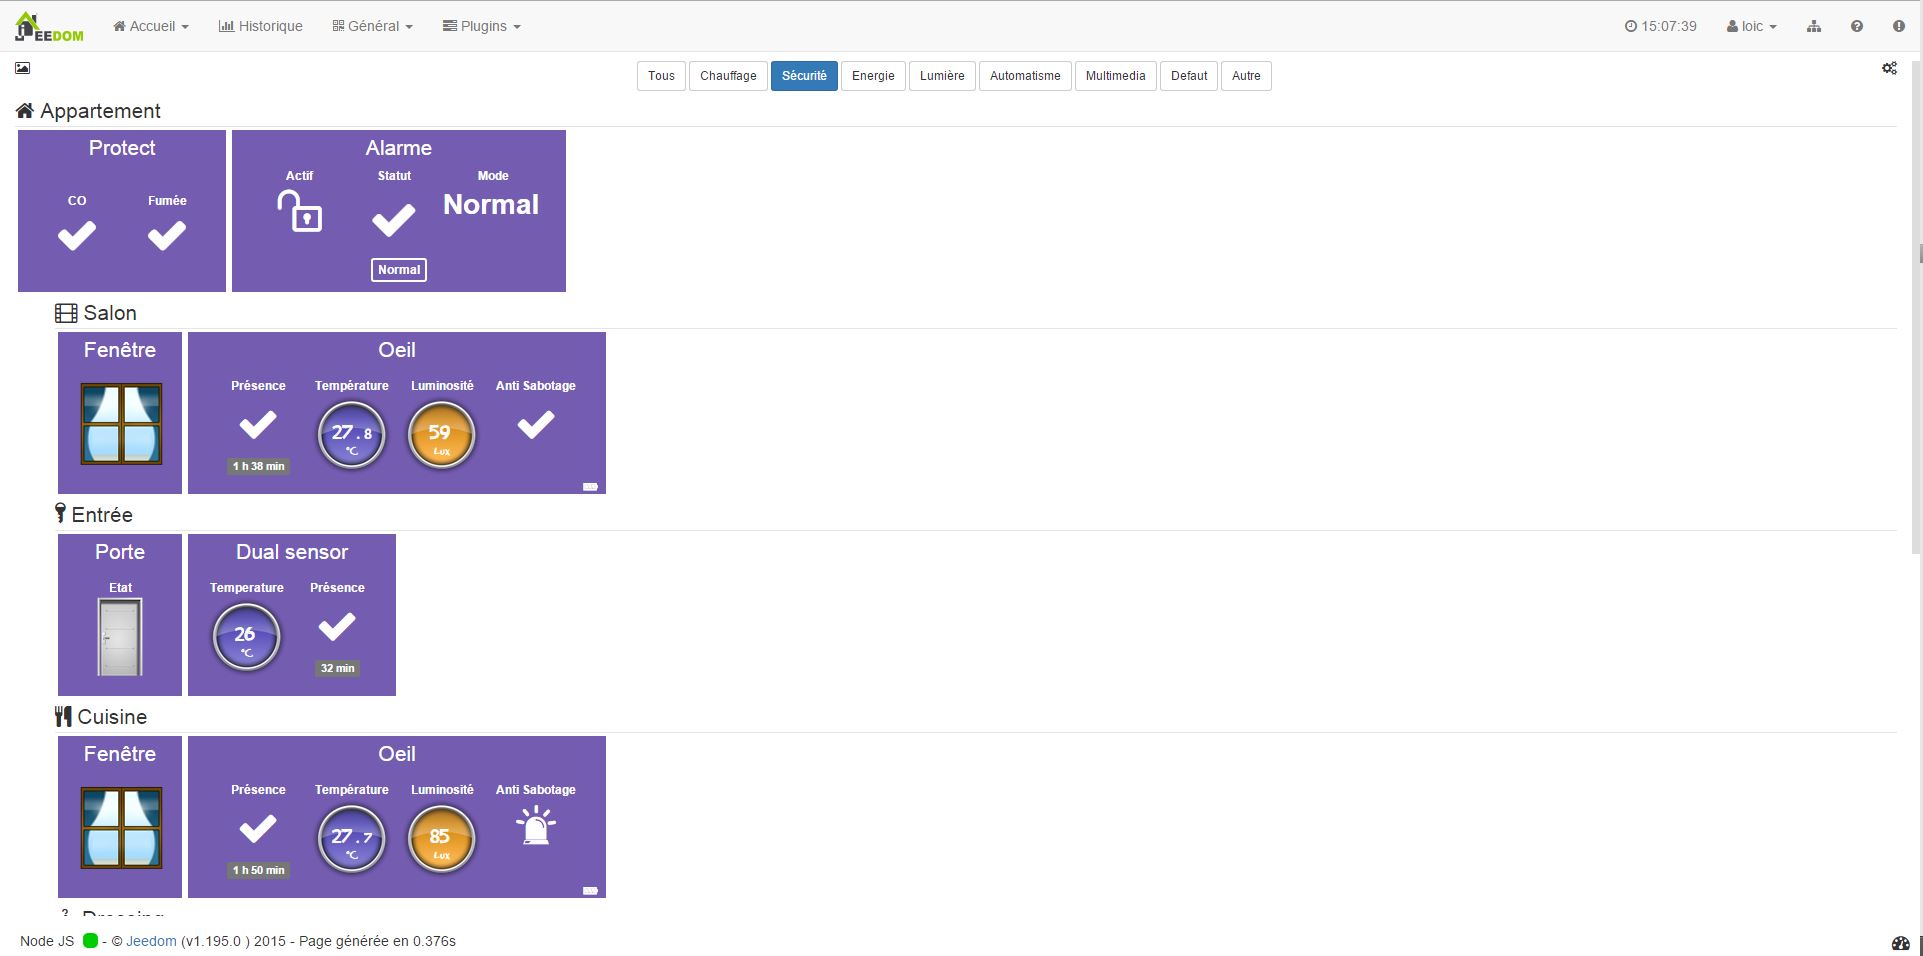 JEEDOM Accueil Historique Général Plugins 15:07:39 loic
Tous Chauffage Sécurité Energie Lumière Automatisme Multimedia Defaut Autre
Appartement
Protect
CO Fumée
Alarme
Actif Statut Mode
Normal
Normal
Salon
Fenêtre
Oeil
Présence Température Luminosité Anti Sabotage
27.8 °C 59 Lux
1 h 38 min
Entrée
Porte
Etat
Dual sensor
Temperature Présence
26 °C
32 min
Cuisine
Fenêtre
Oeil
Présence Température Luminosité Anti Sabotage
27.7 °C 85 Lux
1 h 50 min
Dressing
Node JS - © Jeedom (v1.195.0 ) 2015 - Page générée en 0.376s